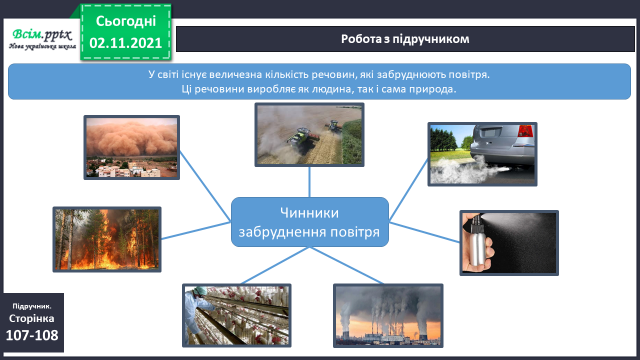 Всім.pptx
Нова українська школа
Сьогодні
02.11.2021
Робота з підручником
У світі існує величезна кількість речовин, які забруднюють повітря.
Ці речовини виробляє як людина, так і сама природа.
Чинники
забруднення повітря
Підручник.
Сторінка
107-108